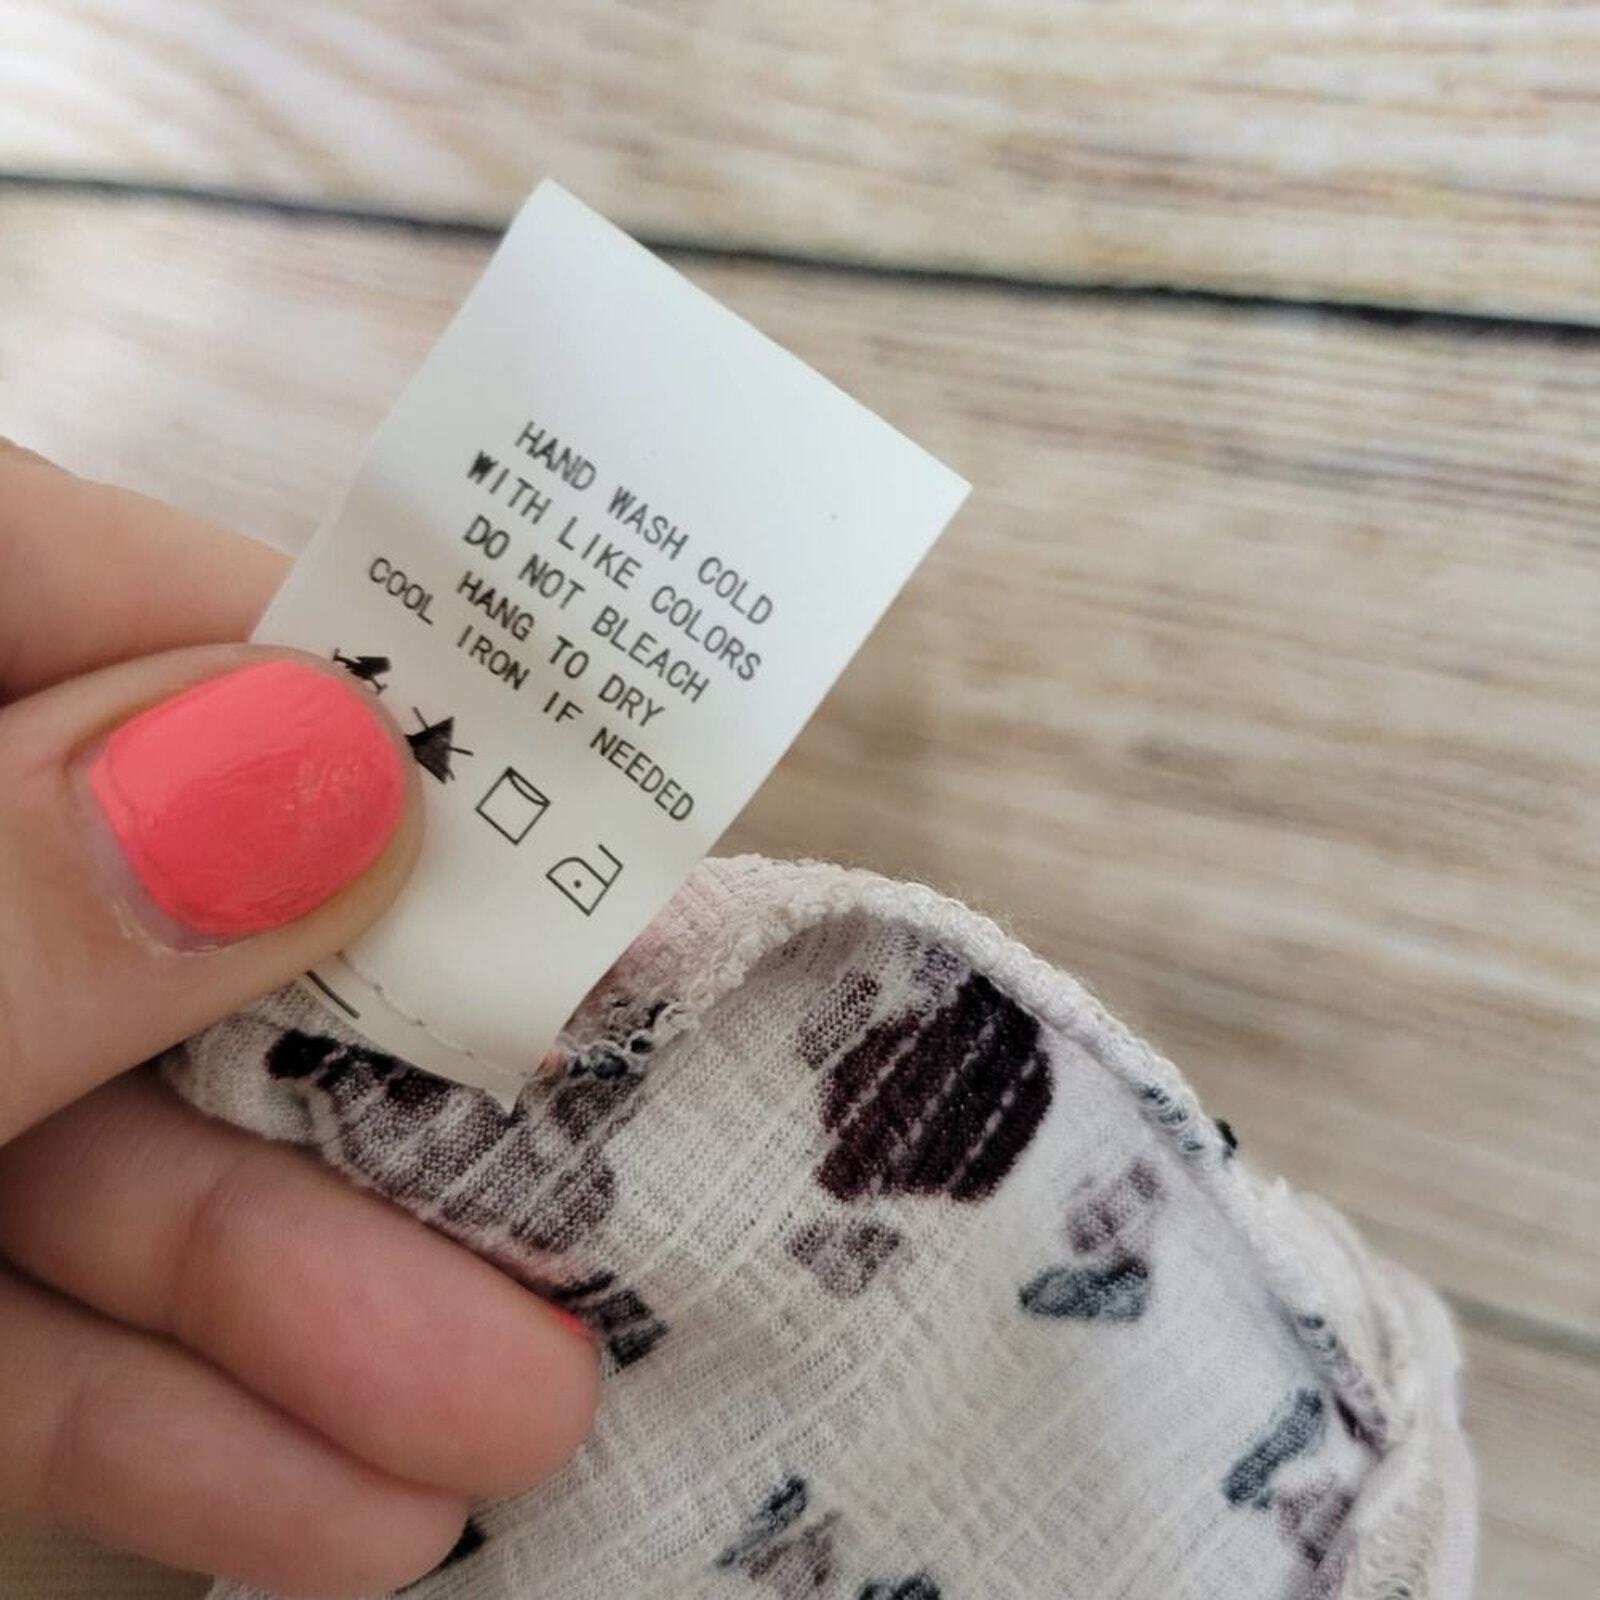 HAND WASH COLD
WITH LIKE COLORS
DO NOT BLEACH
HANG TO DRY
COOL IRON IF NEEDED